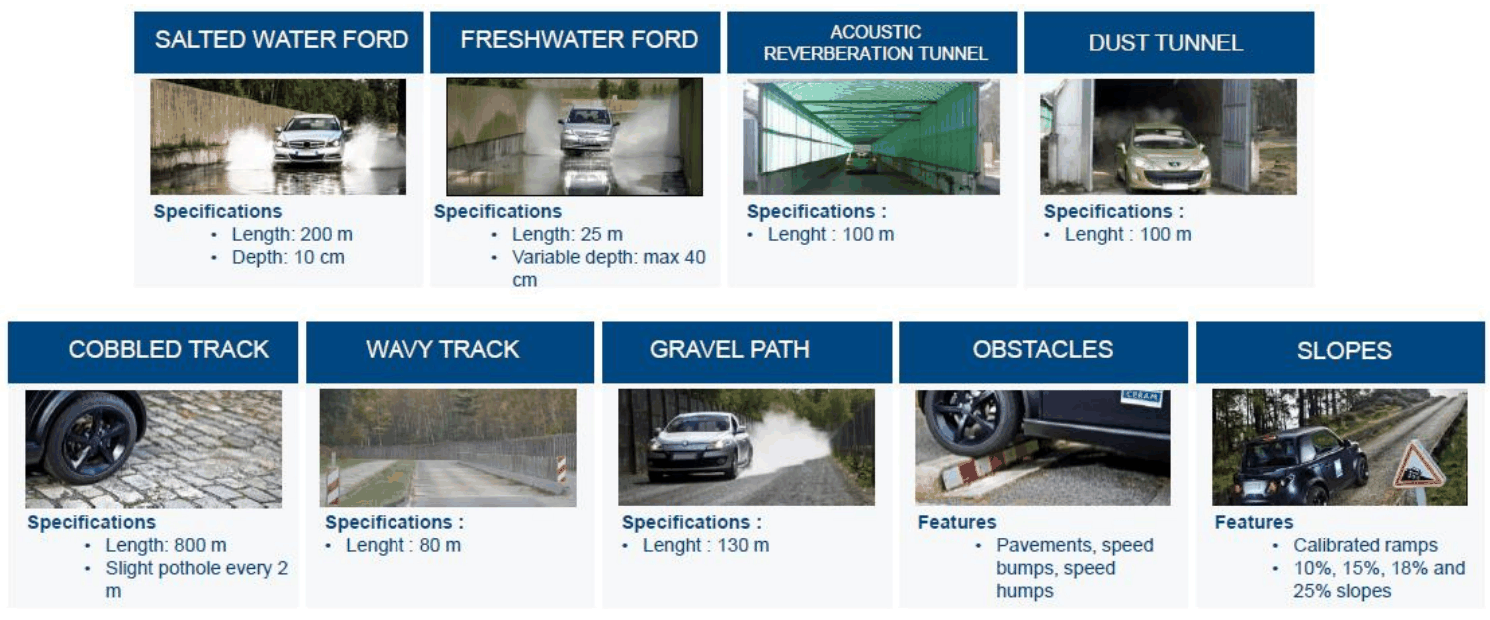 SALTED WATER FORD
FRESHWATER FORD
ACOUSTIC
REVERBERATION TUNNEL
DUST TUNNEL
Specifications
• Length: 200 m
• Depth: 10 cm
Specifications
• Length: 25 m
• Variable depth: max 40
cm
Specifications :
• Lenght : 100 m
Specifications :
• Lenght : 100 m
COBBLED TRACK
WAVY TRACK
GRAVEL PATH
OBSTACLES
SLOPES
CERAM
Specifications
• Length: 800 m
• Slight pothole every 2
m
Specifications :
• Lenght : 80 m
Specifications :
• Lenght : 130 m
Features
• Pavements, speed
bumps, speed
humps
Features
• Calibrated ramps
• 10%, 15%, 18% and
25% slopes